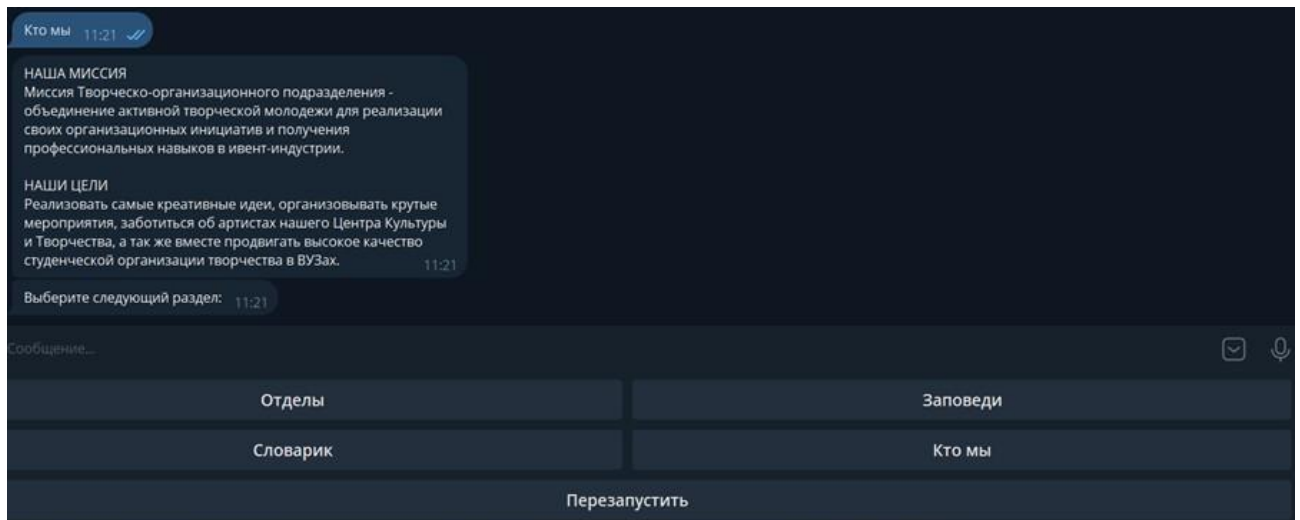 Кто мы 11:21
НАША МИССИЯ
Миссия Творческо-организационного подразделения -
объединение активной творческой молодежи для реализации
своих организационных инициатив и получения
профессиональных навыков в ивент-индустрии.
НАШИ ЦЕЛИ
Реализовать самые креативные идеи, организовывать крутые
мероприятия, заботиться об артистах нашего Центра Культуры
и Творчества, а так же вместе продвигать высокое качество
студенческой организации творчества в ВУЗах. 11:21
Выберите следующий раздел: 11:21
Сообщение...
Отделы Заповеди
Словарик Кто мы
Перезапустить